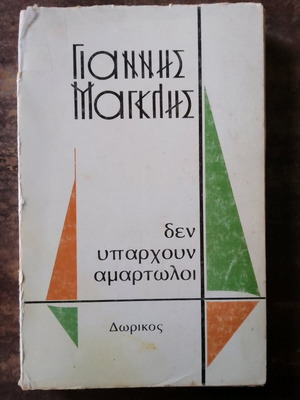 Γιαννης
Μαγκλης
δεν
υπαρχουν
αμαρτωλοι
Δωρικος